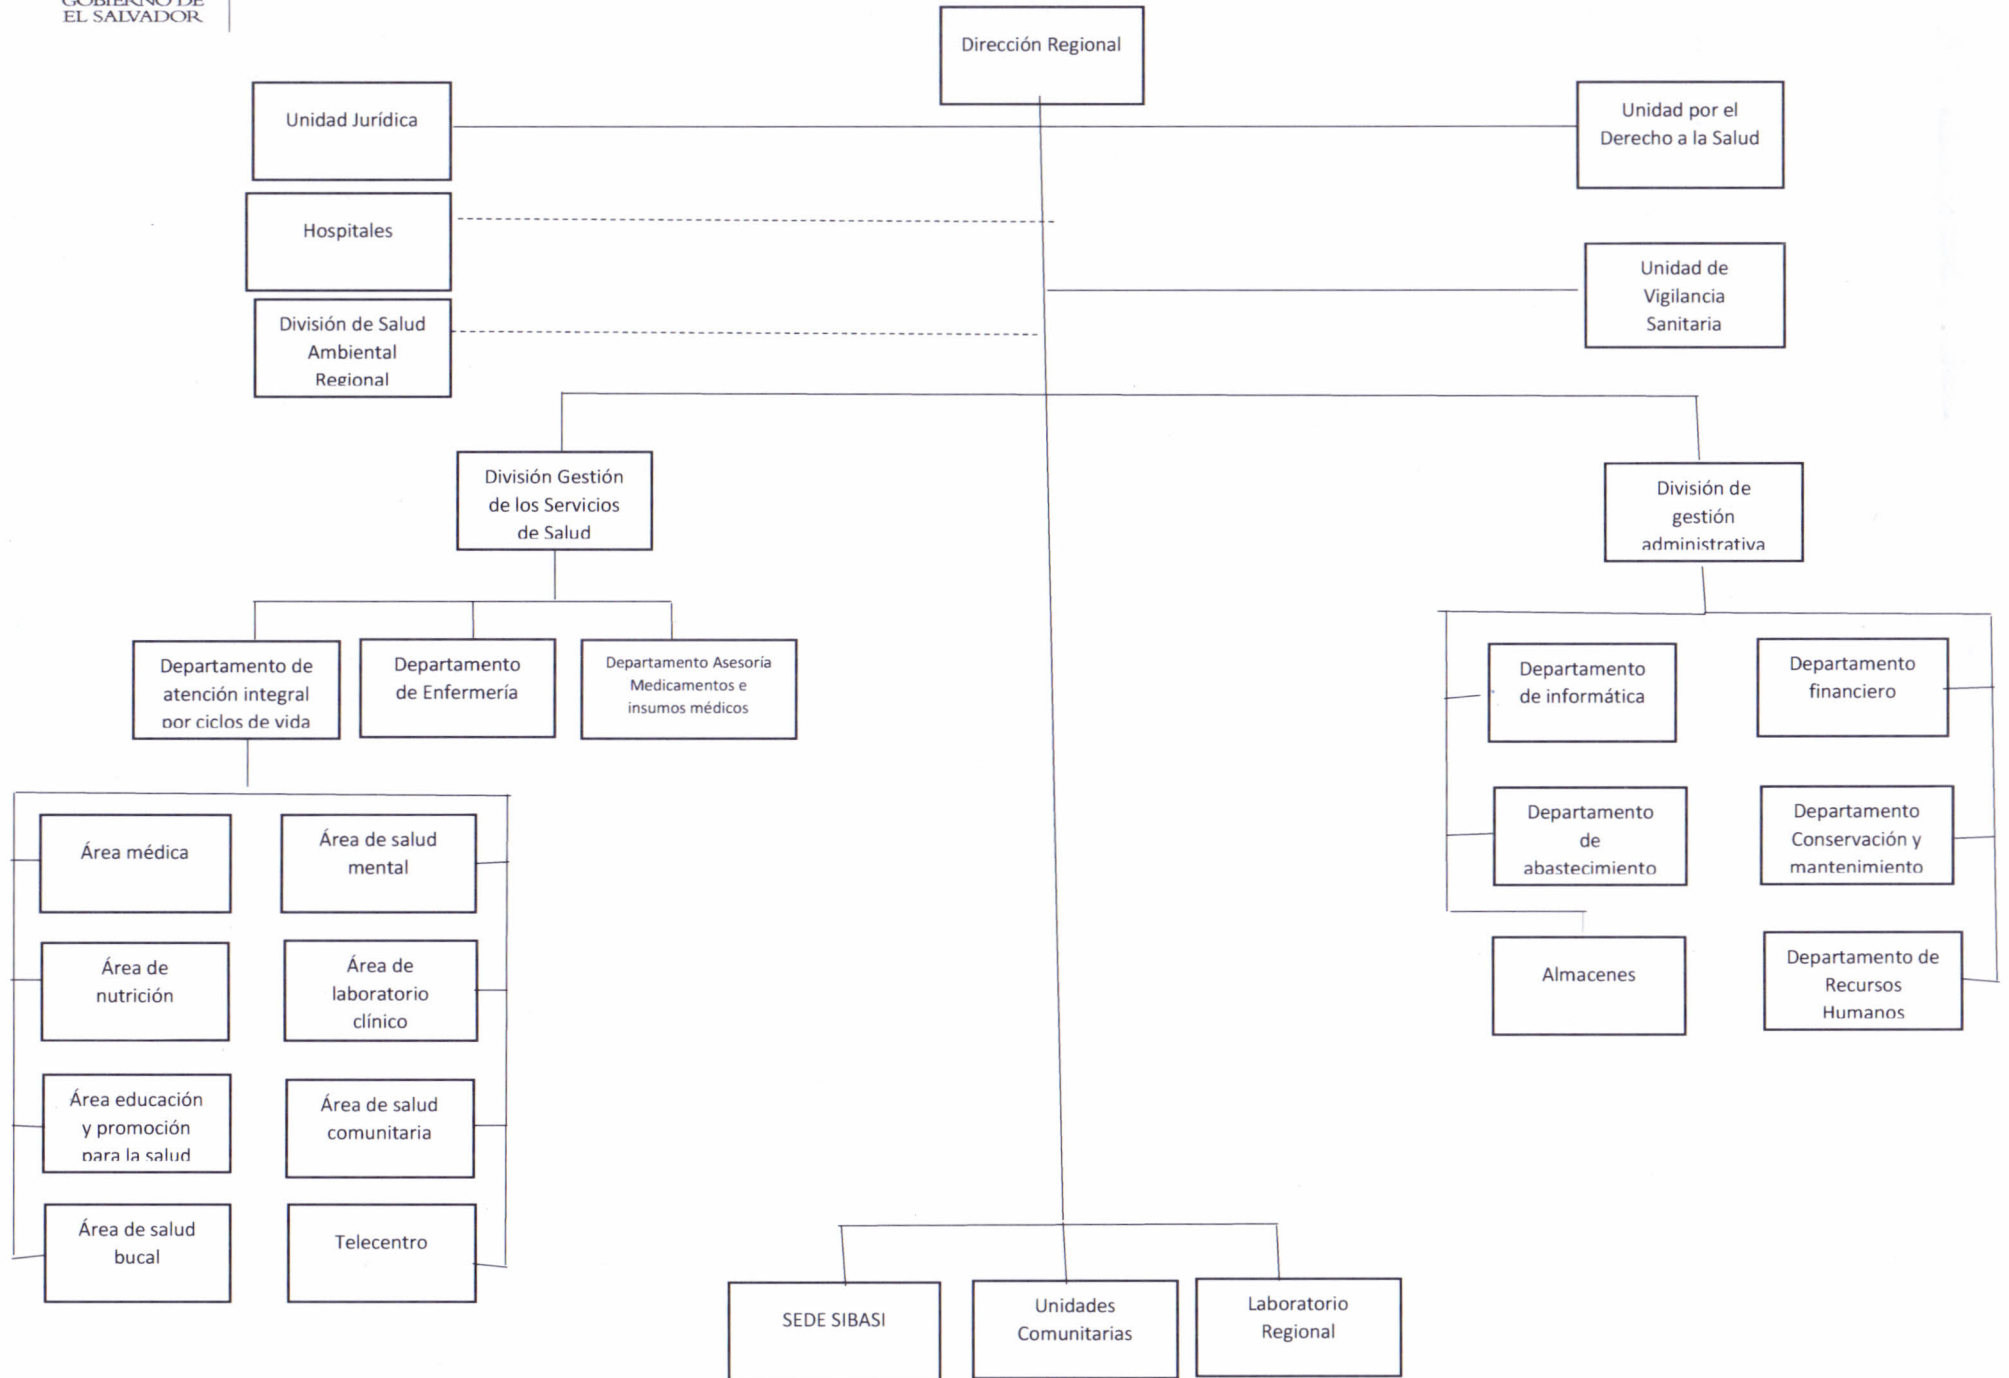 GOBIERNO DE
EL SALVADOR
Dirección Regional
Unidad Jurídica
Unidad por el
Derecho a la Salud
Hospitales
Unidad de
Vigilancia
Sanitaria
División de Salud
Ambiental
Regional
División Gestión
de los Servicios
de Salud
División de
gestión
administrativa
Departamento de
atención integral
por ciclos de vida
Departamento
de Enfermería
Departamento Asesoría
Medicamentos e
insumos médicos
Departamento
de informática
Departamento
financiero
Departamento
de
abastecimiento
Departamento
Conservación y
mantenimiento
Almacenes
Departamento de
Recursos
Humanos
Área médica
Área de salud
mental
Área de
nutrición
Área de
laboratorio
clínico
Área educación
y promoción
para la salud
Área de salud
comunitaria
Área de salud
bucal
Telecentro
SEDE SIBASI
Unidades
Comunitarias
Laboratorio
Regional